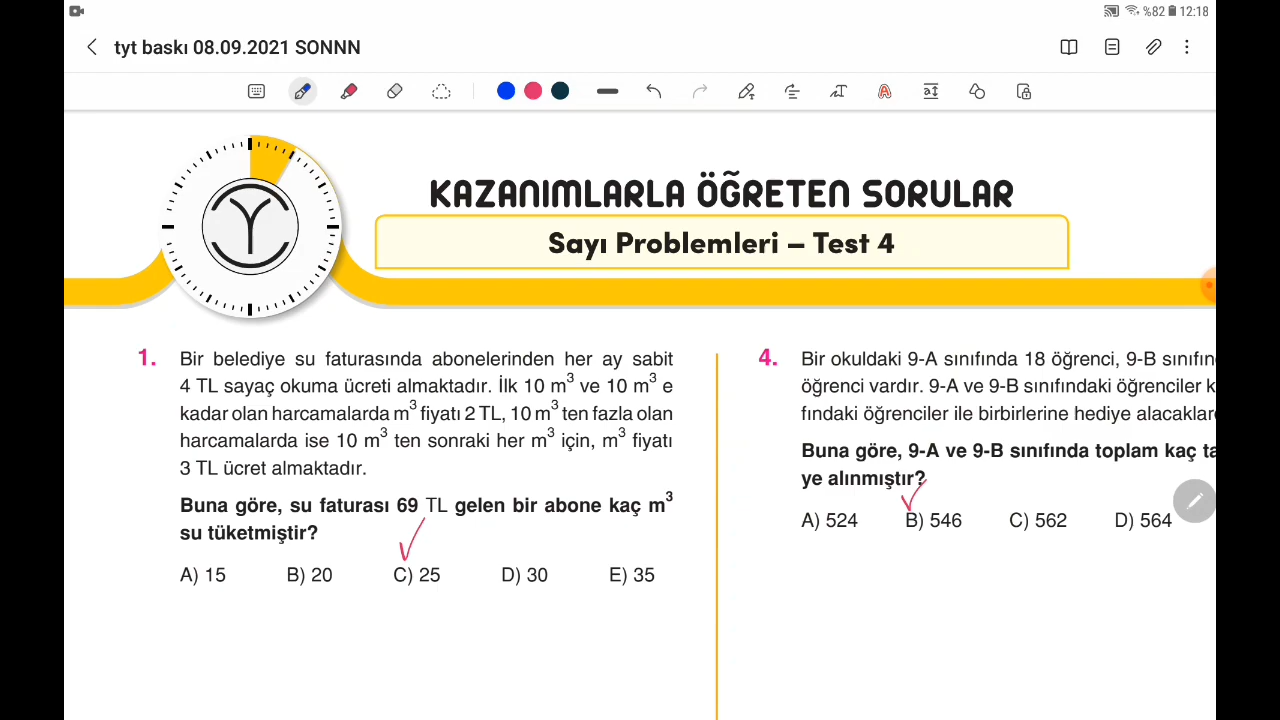 %82 12:18
tyt baskı 08.09.2021 SONNN
KAZANIMLARLA ÖĞRETEN SORULAR
Sayı Problemleri – Test 4
1. Bir belediye su faturasında abonelerinden her ay sabit
4 TL sayaç okuma ücreti almaktadır. İlk 10 m³ ve 10 m³ e
kadar olan harcamalarda m³ fiyatı 2 TL, 10 m³ ten fazla olan
harcamalarda ise 10 m³ ten sonraki her m³ için, m³ fiyatı
3 TL ücret almaktadır.
Buna göre, su faturası 69 TL gelen bir abone kaç m³
su tüketmiştir?
A) 15 B) 20 C) 25 D) 30 E) 35
4. Bir okuldaki 9-A sınıfında 18 öğrenci, 9-B sınıfın
öğrenci vardır. 9-A ve 9-B sınıfındaki öğrenciler k
fındaki öğrenciler ile birbirlerine hediye alacaklar
Buna göre, 9-A ve 9-B sınıfında toplam kaç ta
ye alınmıştır?
A) 524 B) 546 C) 562 D) 564